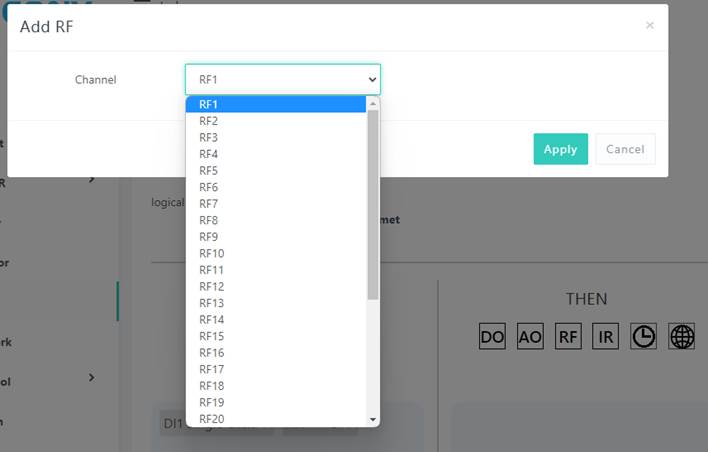 Add RF
×
Channel
RF1
RF1
RF2
RF3
RF4
RF5
RF6
RF7
RF8
RF9
RF10
RF11
RF12
RF13
RF14
RF15
RF16
RF17
RF18
RF19
RF20
Apply Cancel
logical
met
THEN
DO AO RF IR
DI1